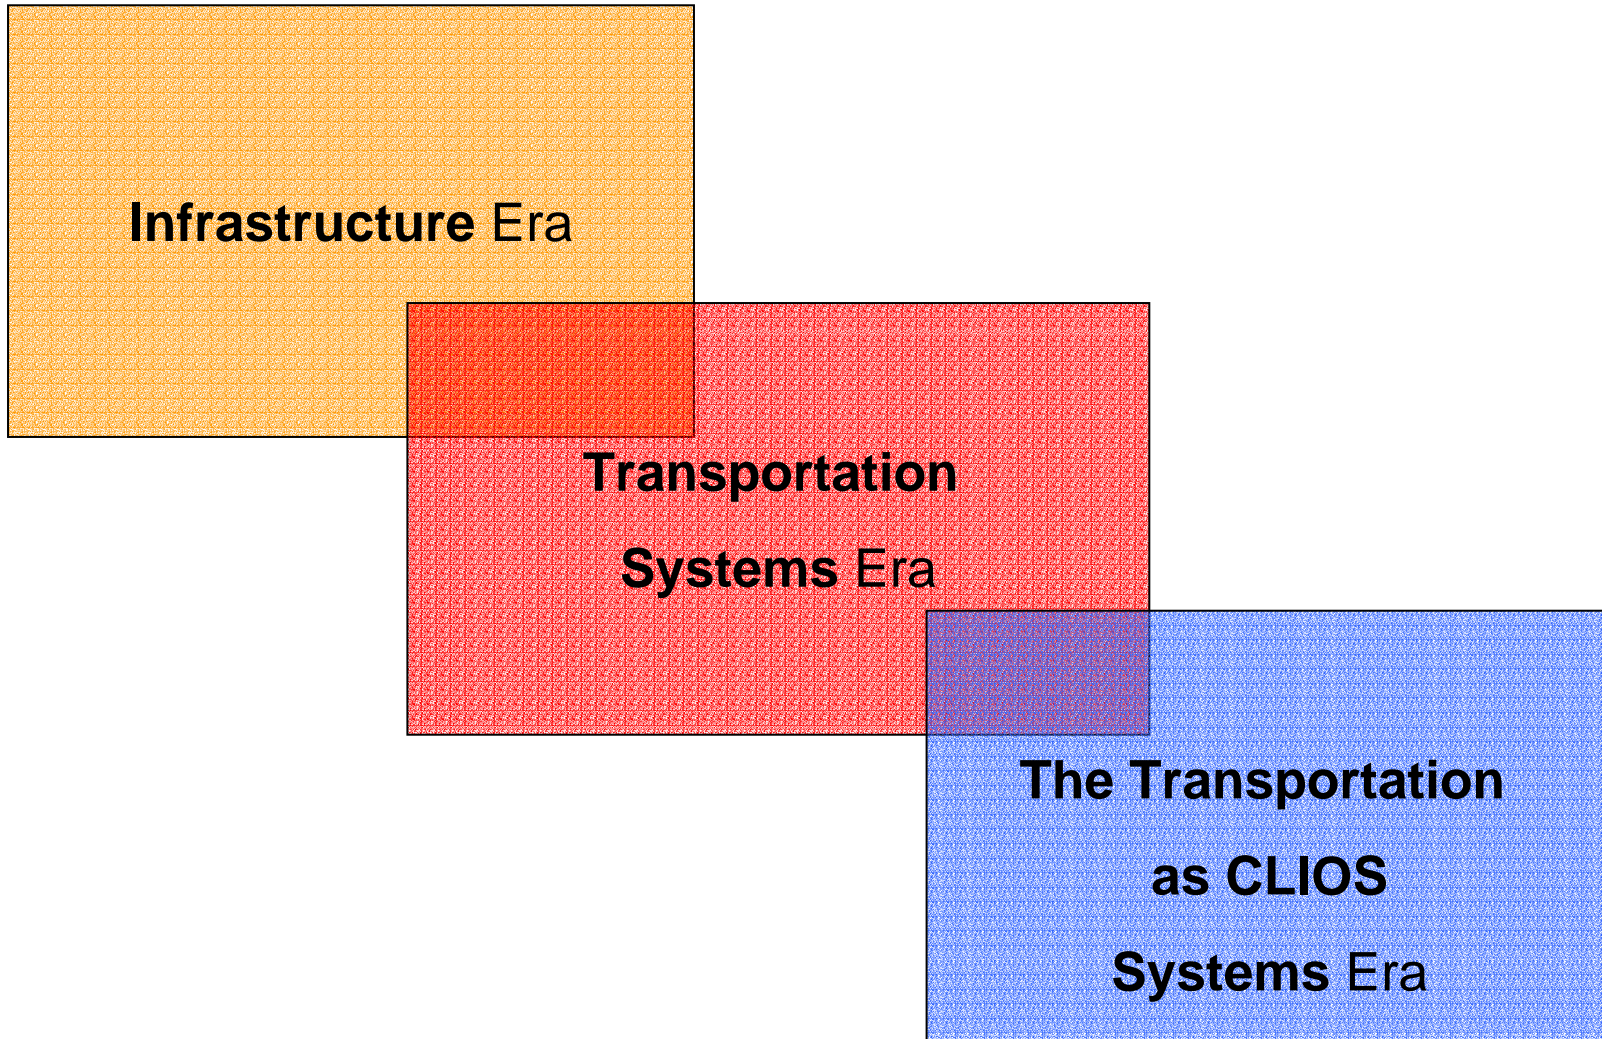 Infrastructure Era
Transportation
Systems Era
The Transportation
as CLIOS
Systems Era